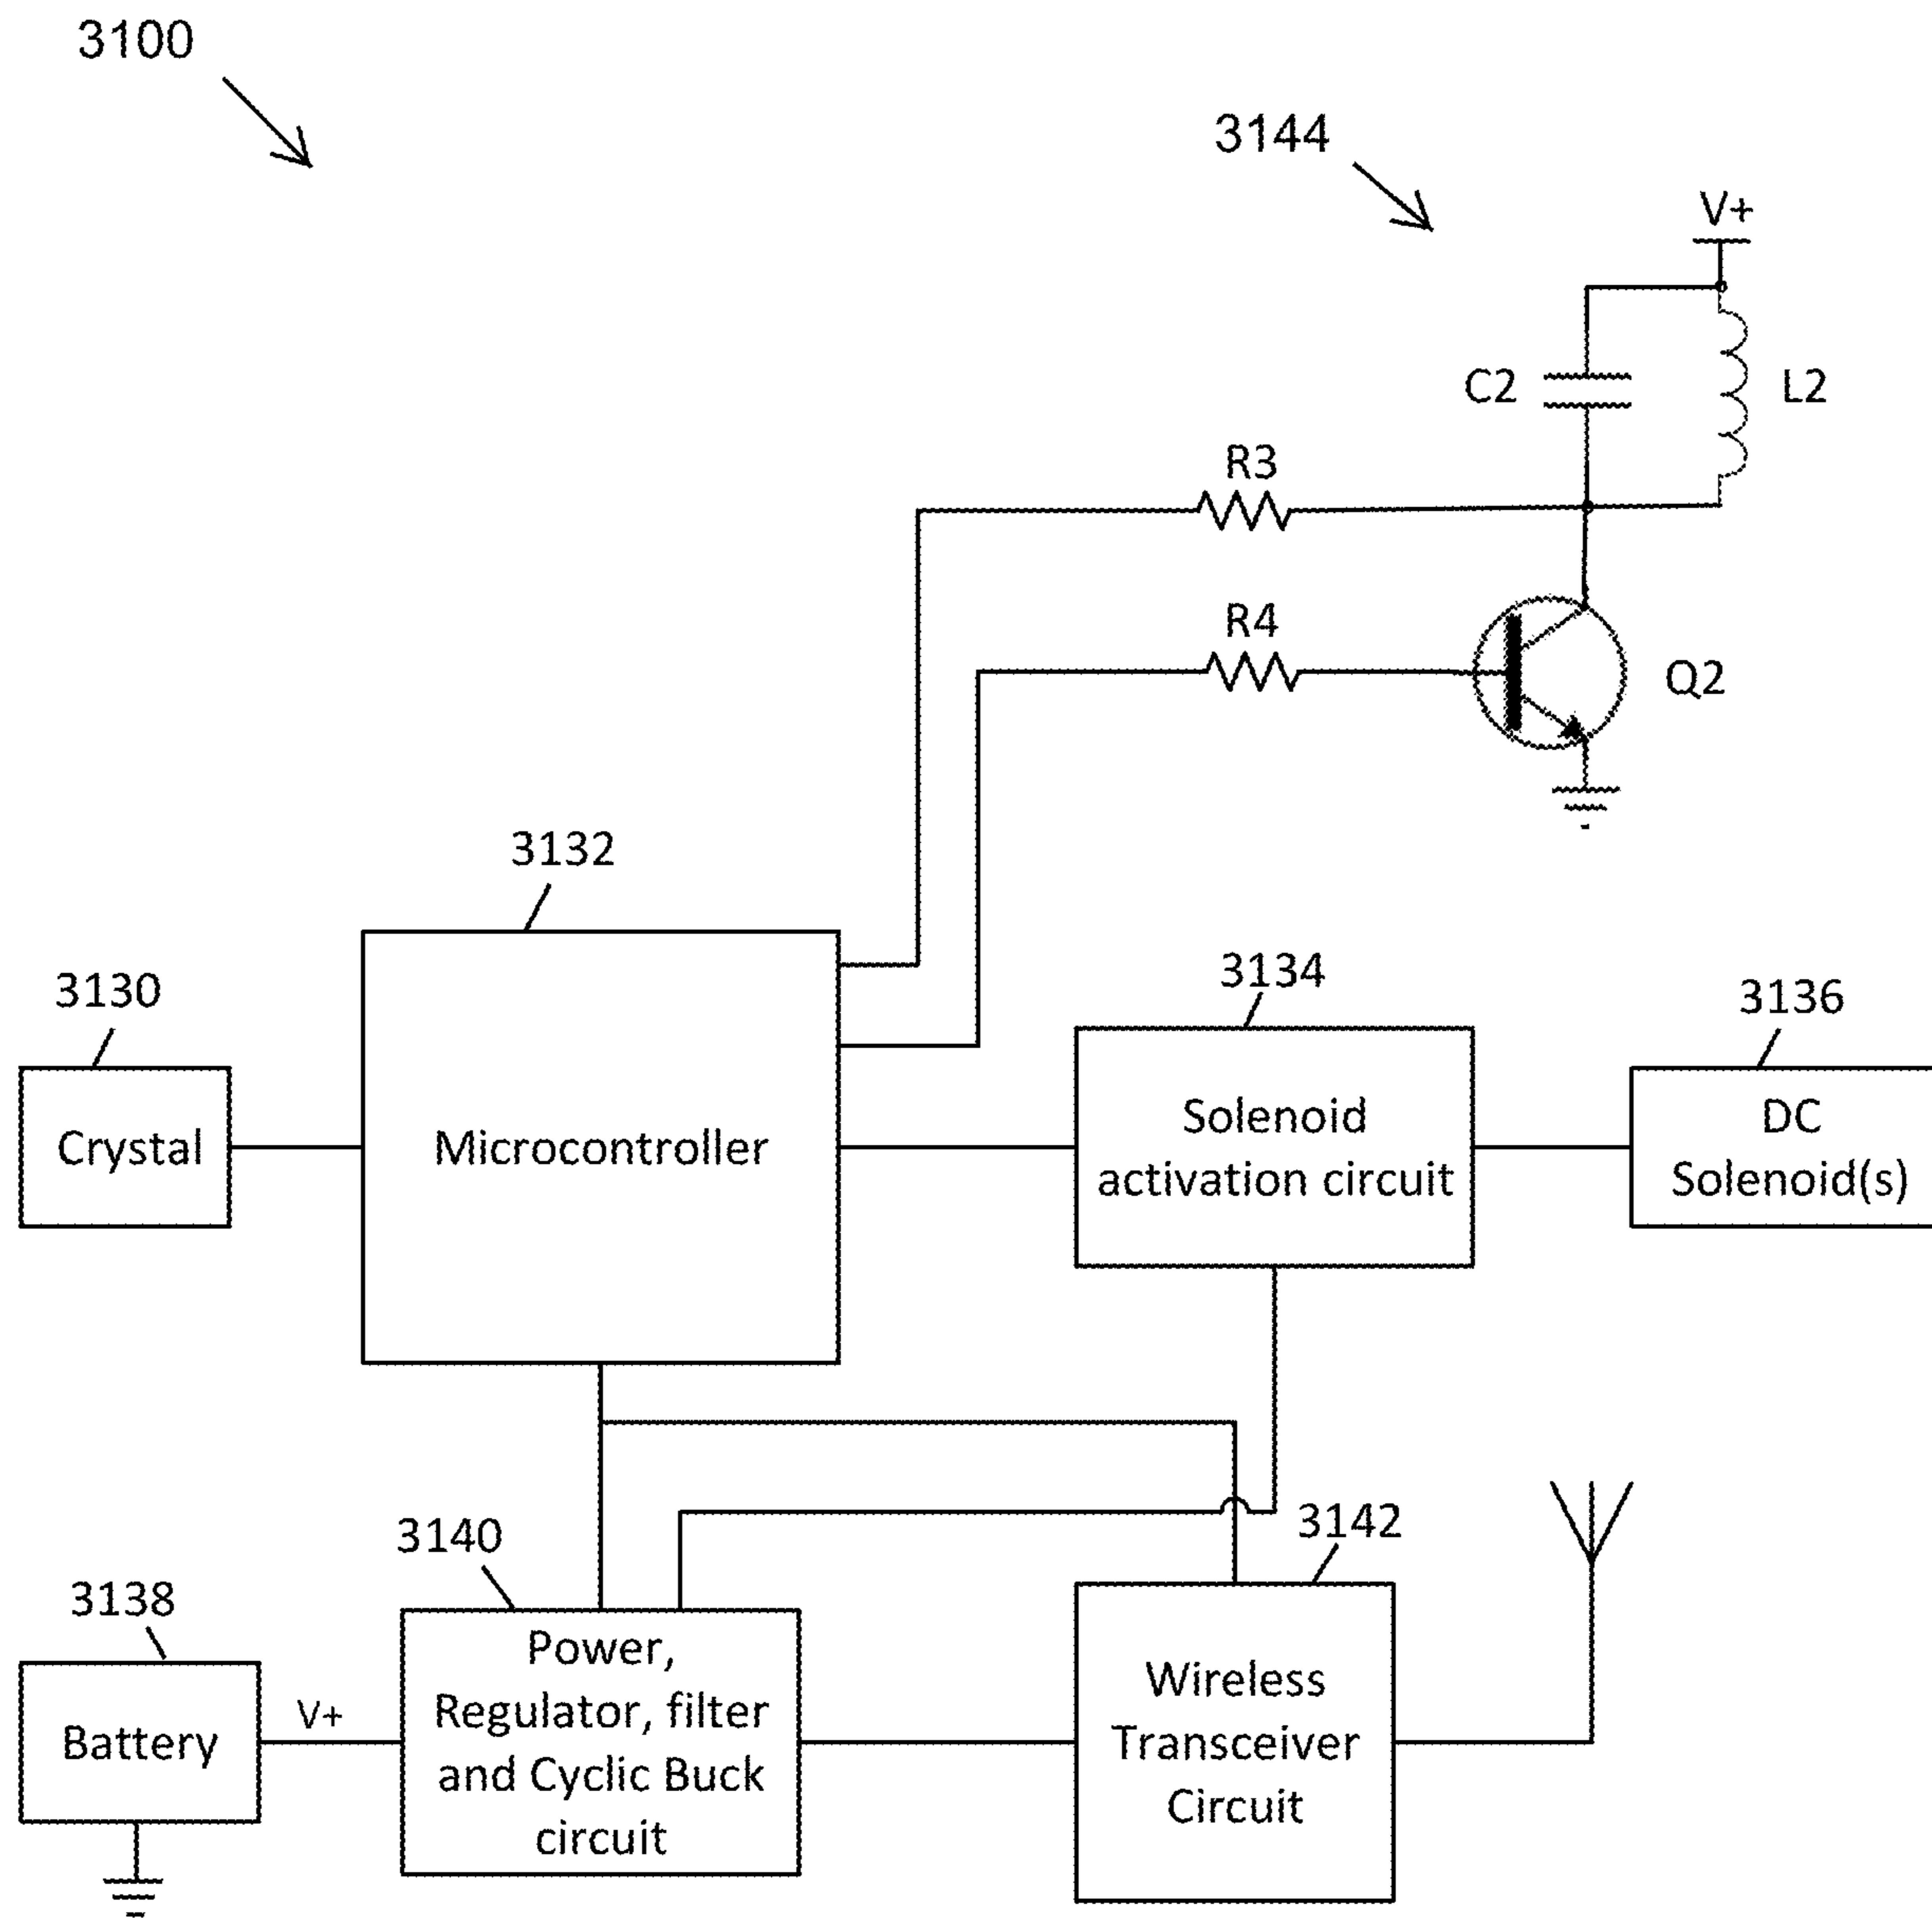 3100
3144
V+
C2
L2
R3
R4
Q2
3132
3130
3134
3136
Crystal
Microcontroller
Solenoid
activation circuit
DC
Solenoid(s)
3140
3142
3138
Battery
V+
Power,
Regulator, filter
and Cyclic Buck
circuit
Wireless
Transceiver
Circuit